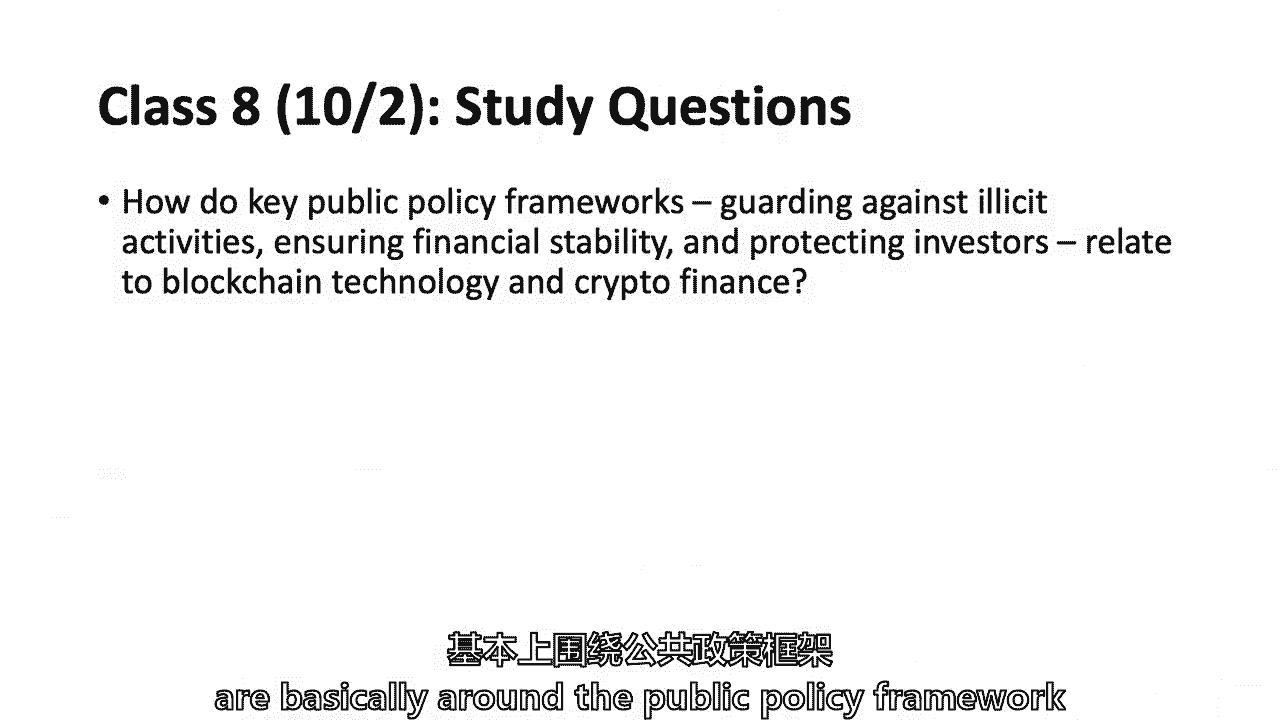 Class 8 (10/2): Study Questions
• How do key public policy frameworks – guarding against illicit
activities, ensuring financial stability, and protecting investors – relate
to blockchain technology and crypto finance?
基本上围绕公共政策框架
are basically around the public policy framework